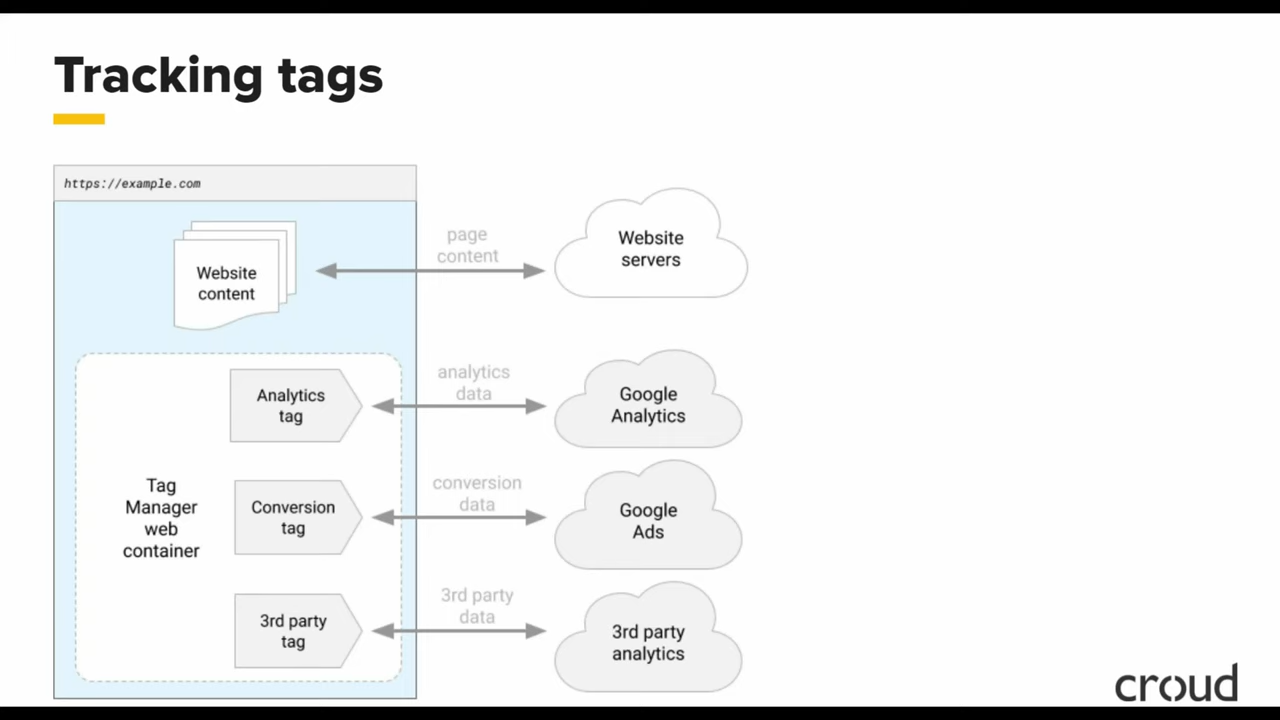 Tracking tags
https://example.com
Website
content
page
content
Website
servers
Tag
Manager
web
container
Analytics
tag
analytics
data
Google
Analytics
Conversion
tag
conversion
data
Google
Ads
3rd party
tag
3rd party
data
3rd party
analytics
croud